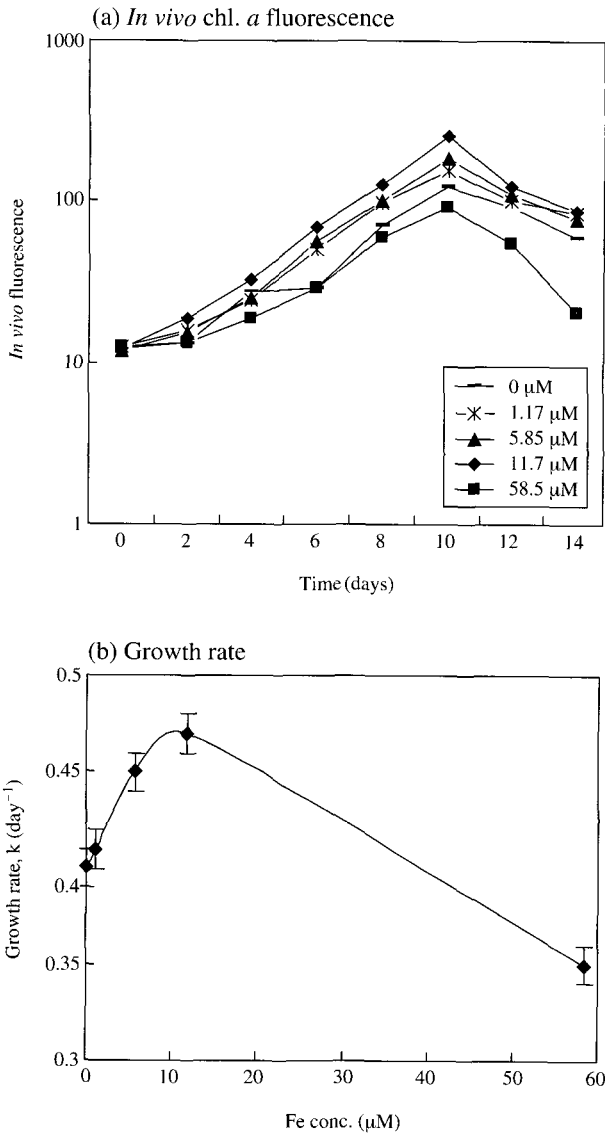 (a) In vivo chl. a fluorescence
1000
100
10
1
In vivo fluorescence
0 µM
1.17 µM
5.85 µM
11.7 µM
58.5 µM
0 2 4 6 8 10 12 14
Time (days)
(b) Growth rate
0.5
0.45
0.4
0.35
0.3
Growth rate, k (day⁻¹)
0 10 20 30 40 50 60
Fe conc. (µM)